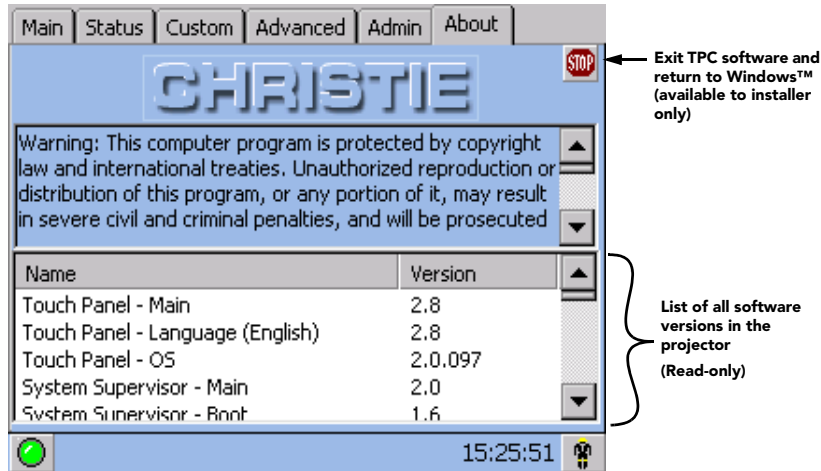 Main Status Custom Advanced Admin About
CHRISTIE
STOP
Exit TPC software and
return to Windows™
(available to installer
only)
Warning: This computer program is protected by copyright
law and international treaties. Unauthorized reproduction or
distribution of this program, or any portion of it, may result
in severe civil and criminal penalties, and will be prosecuted
Name Version
Touch Panel - Main 2.8
Touch Panel - Language (English) 2.8
Touch Panel - OS 2.0.097
System Supervisor - Main 2.0
System Supervisor - Boot 1.6
List of all software
versions in the
projector
(Read-only)
15:25:51